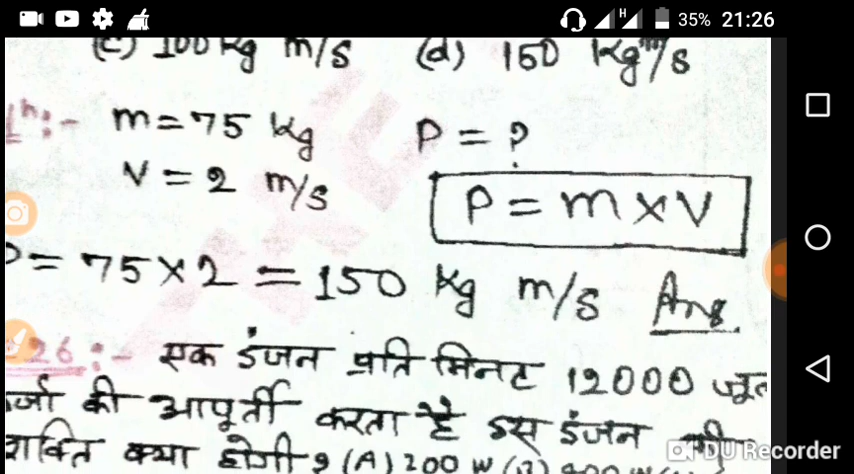 35% 21:26
(c) 100 kg m/s (d) 150 kg m/s
m = 75 kg P = ?
V = 2 m/s P = m × V
P = 75 × 2 = 150 kg m/s Ans.
26:- एक इंजन प्रति मिनट 12000 जूल
ऊर्जा की आपूर्ती करता है इस इंजन की
शक्ति क्या होगी ? (A) 200 W
DU Recorder